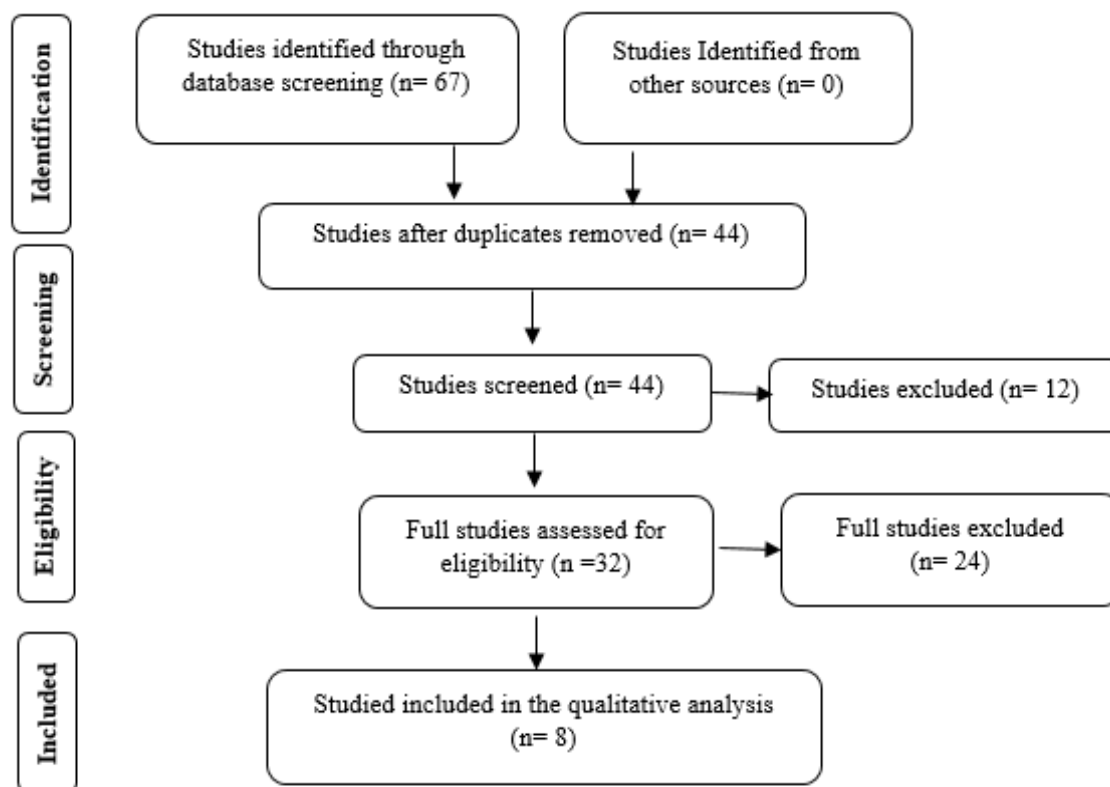 Identification
Studies identified through
database screening (n= 67)
Studies Identified from
other sources (n= 0)
Studies after duplicates removed (n= 44)
Screening
Studies screened (n= 44)
Studies excluded (n= 12)
Eligibility
Full studies assessed for
eligibility (n =32)
Full studies excluded
(n= 24)
Included
Studied included in the qualitative analysis
(n= 8)